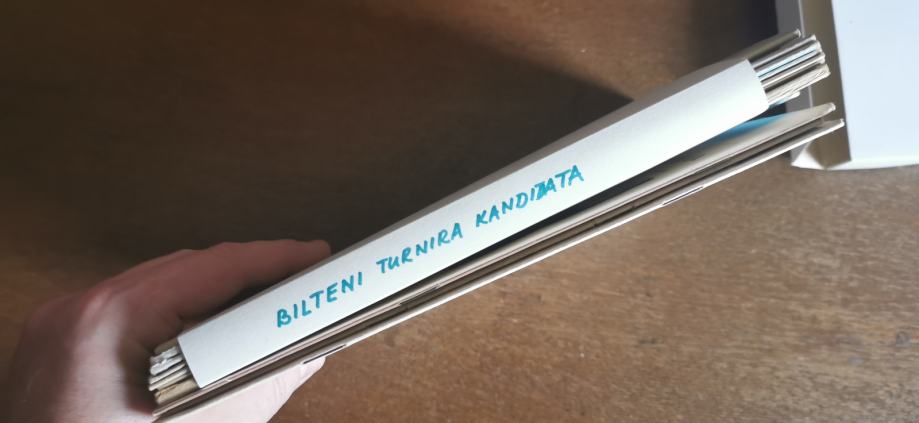 BILTENI TURNIRA KANDIDATA